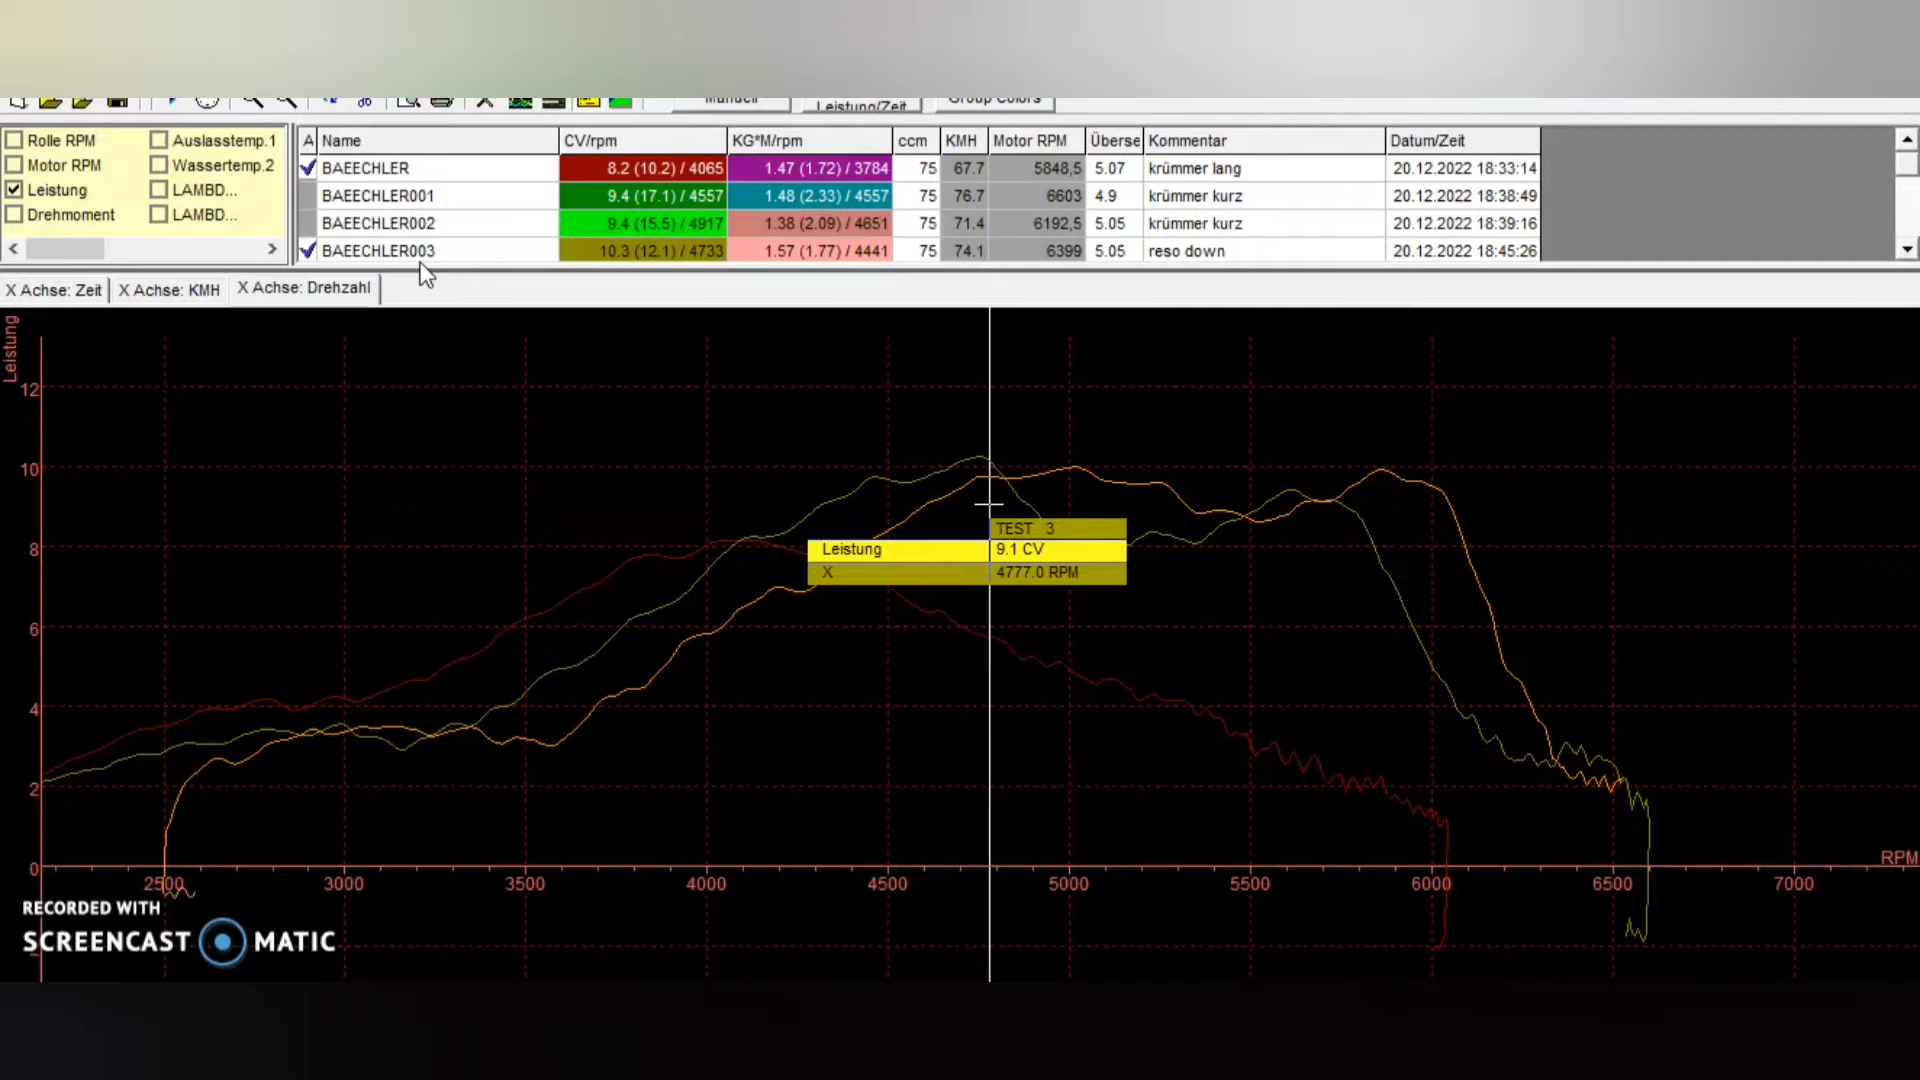 Manuell Leistung/Zeit Group Colors
Rolle RPM Auslasstemp.1
Motor RPM Wassertemp.2
Leistung LAMBD...
Drehmoment LAMBD...
A Name CV/rpm KG*M/rpm ccm KMH Motor RPM Überse Kommentar Datum/Zeit
BAEECHLER 8.2 (10.2) / 4065 1.47 (1.72) / 3784 75 67.7 5848,5 5.07 krümmer lang 20.12.2022 18:33:14
BAEECHLER001 9.4 (17.1) / 4557 1.48 (2.33) / 4557 75 76.7 6603 4.9 krümmer kurz 20.12.2022 18:38:49
BAEECHLER002 9.4 (15.5) / 4917 1.38 (2.09) / 4651 75 71.4 6192,5 5.05 krümmer kurz 20.12.2022 18:39:16
BAEECHLER003 10.3 (12.1) / 4733 1.57 (1.77) / 4441 75 74.1 6399 5.05 reso down 20.12.2022 18:45:26
X Achse: Zeit X Achse: KMH X Achse: Drehzahl
Leistung
12
10
8
6
4
2
0
TEST 3
Leistung 9.1 CV
X 4777.0 RPM
RPM
2500 3000 3500 4000 4500 5000 5500 6000 6500 7000
RECORDED WITH
SCREENCAST MATIC